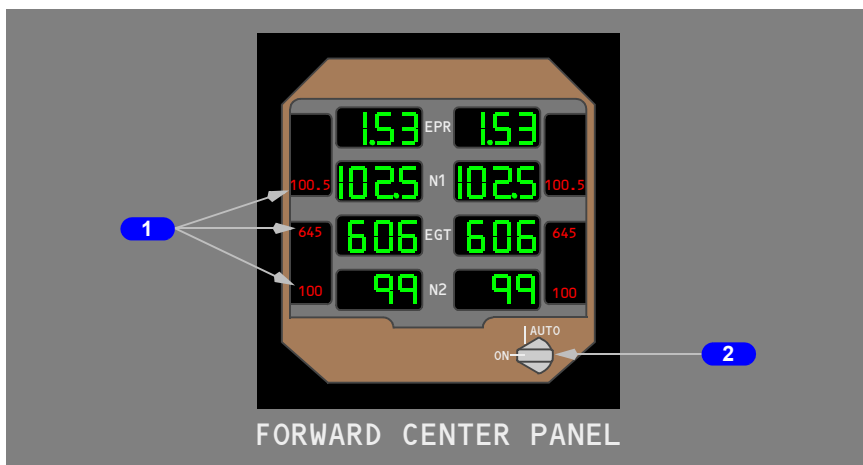 1.53 EPR 1.53
100.5 102.5 N1 102.5 100.5
1
645 606 EGT 606 645
100 99 N2 99 100
AUTO
ON
2
FORWARD CENTER PANEL